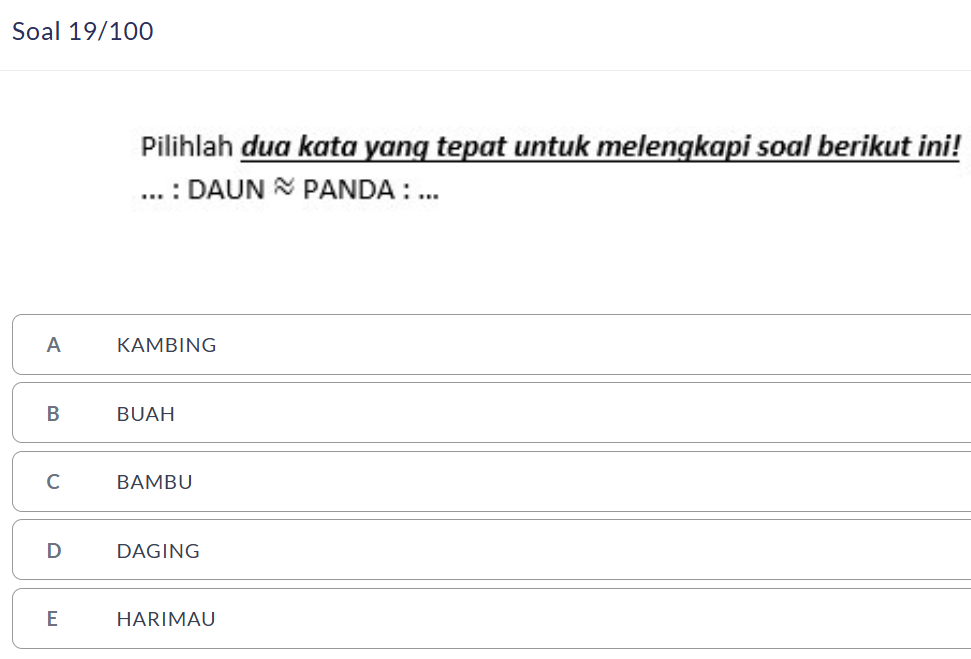 Soal 19/100
Pilihlah dua kata yang tepat untuk melengkapi soal berikut ini!
... : DAUN ≈ PANDA : ...
A KAMBING
B BUAH
C BAMBU
D DAGING
E HARIMAU